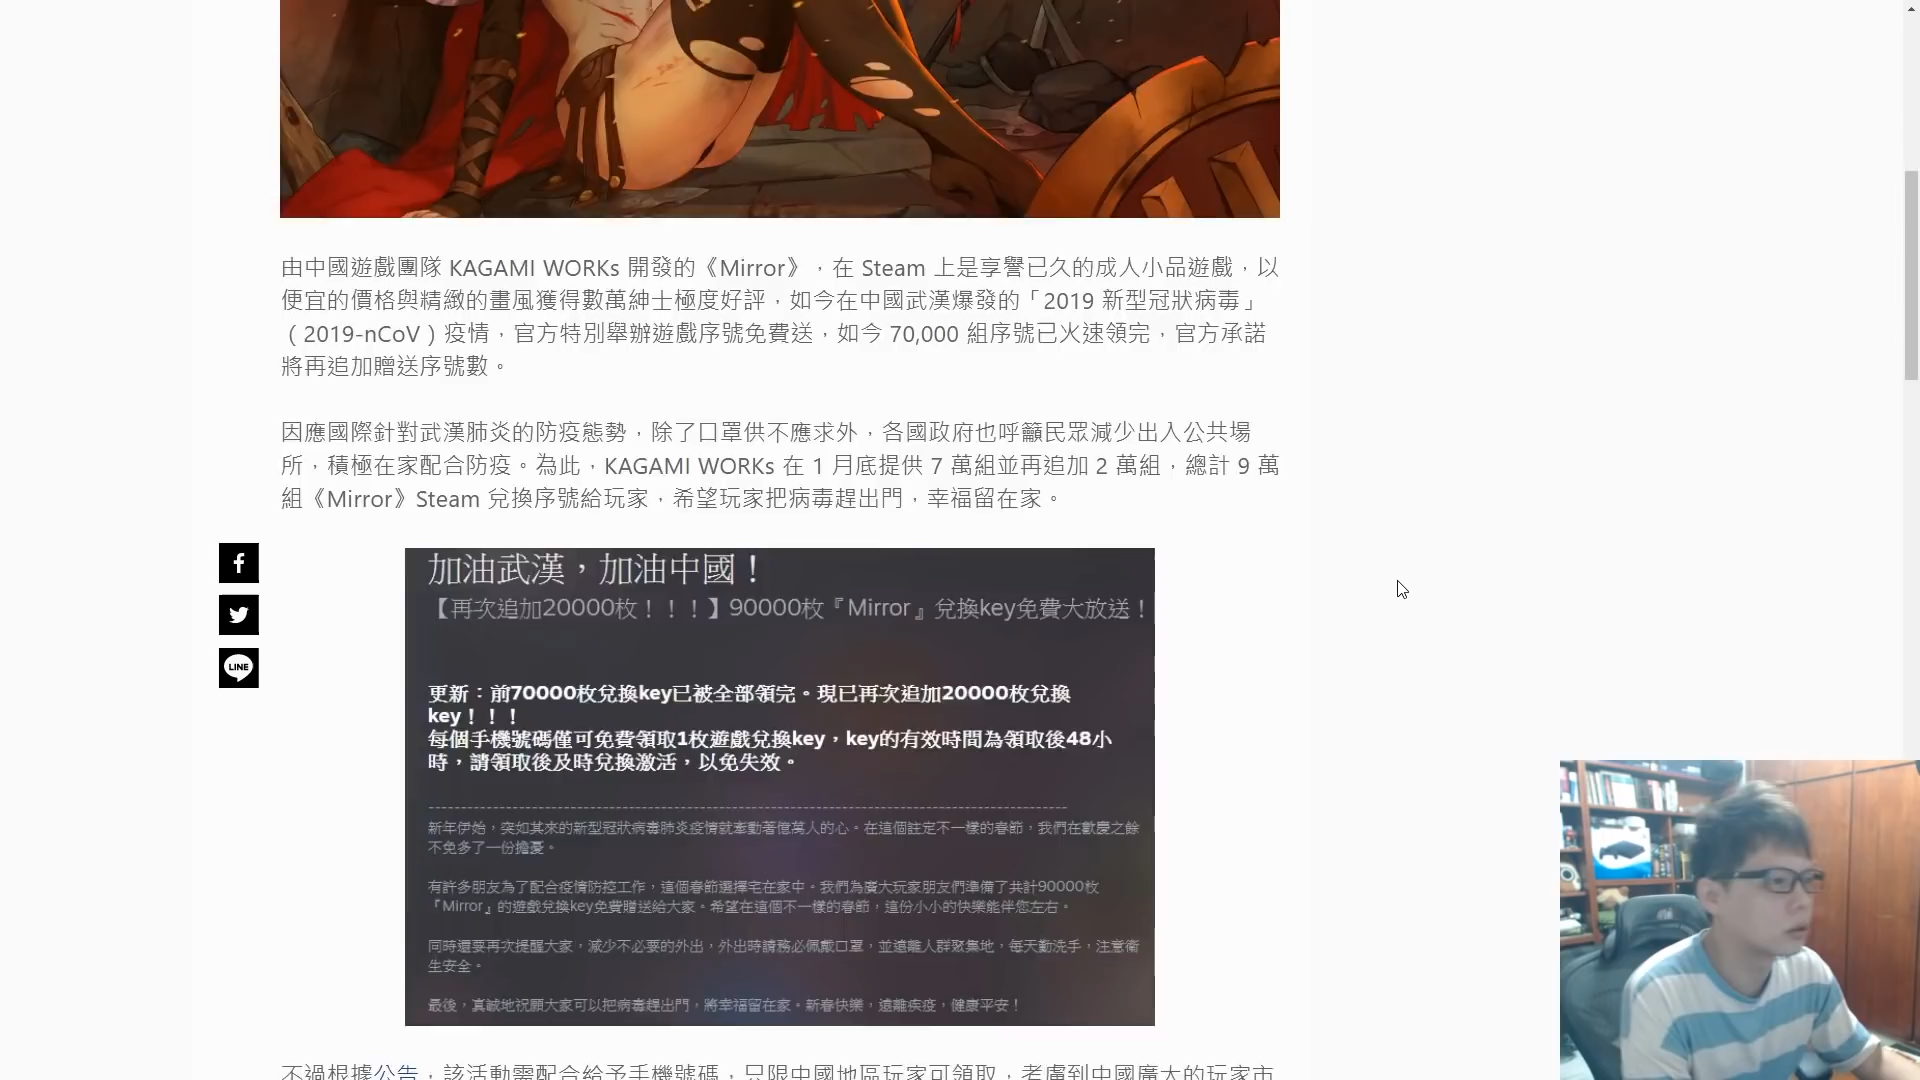 由中國遊戲團隊 KAGAMI WORKs 開發的《Mirror》，在 Steam 上是享譽已久的成人小品遊戲，以
便宜的價格與精緻的畫風獲得數萬紳士極度好評，如今在中國武漢爆發的「2019 新型冠狀病毒」
（2019-nCoV）疫情，官方特別舉辦遊戲序號免費送，如今 70,000 組序號已火速領完，官方承諾
將再追加贈送序號數。
因應國際針對武漢肺炎的防疫態勢，除了口罩供不應求外，各國政府也呼籲民眾減少出入公共場
所，積極在家配合防疫。為此，KAGAMI WORKs 在 1 月底提供 7 萬組並再追加 2 萬組，總計 9 萬
組《Mirror》Steam 兌換序號給玩家，希望玩家把病毒趕出門，幸福留在家。
LINE
加油武漢，加油中國！
【再次追加20000枚！！！】90000枚『Mirror』兌換key免費大放送！
更新：前70000枚兌換key已被全部領完。現已再次追加20000枚兌換
key！！！
每個手機號碼僅可免費領取1枚遊戲兌換key，key的有效時間為領取後48小
時，請領取後及時兌換激活，以免失效。
新年伊始，突如其來的新型冠狀病毒肺炎疫情就牽動著億萬人的心。在這個註定不一樣的春節，我們在歡慶之餘
不免多了一份擔憂。
有許多朋友為了配合疫情防控工作，這個春節選擇宅在家中。我們為廣大玩家朋友們準備了共計90000枚
『Mirror』的遊戲兌換key免費贈送給大家。希望在這個不一樣的春節，這份小小的快樂能伴您左右。
同時還要再次提醒大家，減少不必要的外出，外出時請務必佩戴口罩，並遠離人群聚集地，每天勤洗手，注意衛
生安全。
最後，真誠地祝願大家可以把病毒趕出門，將幸福留在家。新春快樂，遠離疾疫，健康平安！
不過根據公告，該活動需配合給予手機號碼，只限中國地區玩家可領取，考慮到中國廣大的玩家市